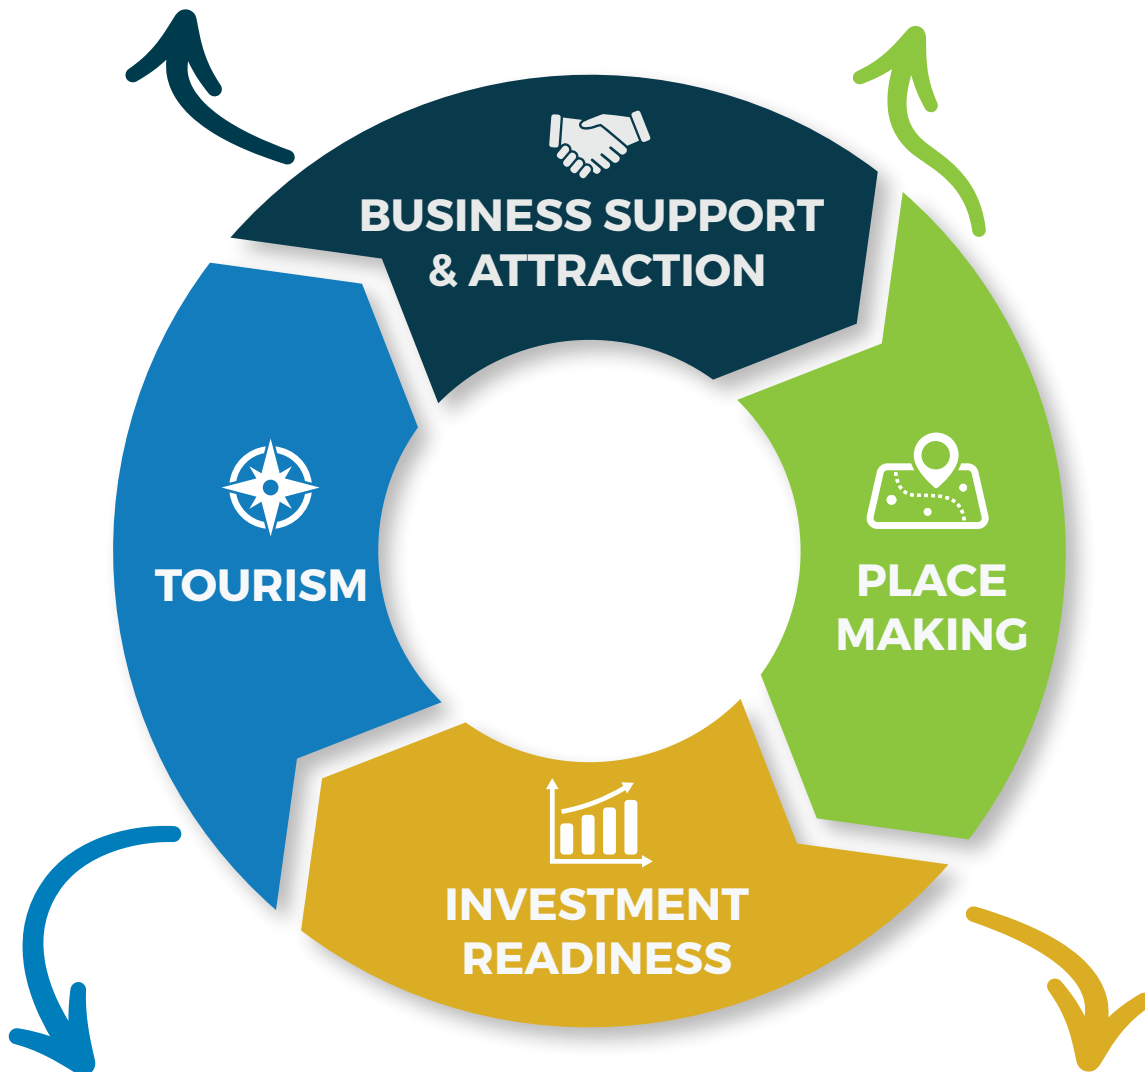 BUSINESS SUPPORT
& ATTRACTION
TOURISM
PLACE
MAKING
INVESTMENT
READINESS